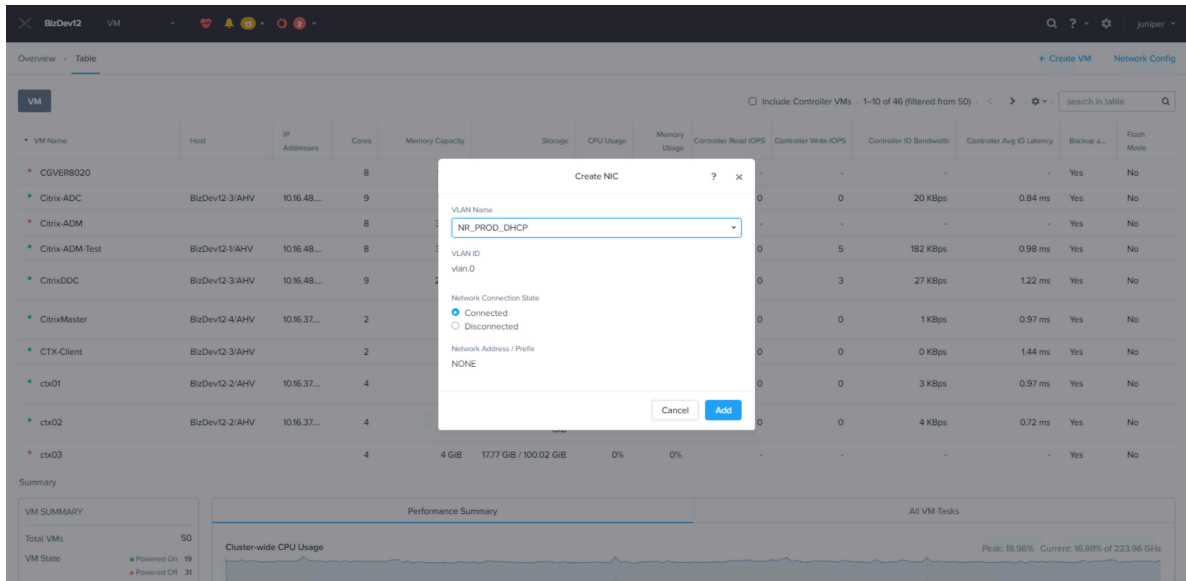 BizDev12 VM
? juniper
Overview · Table + Create VM Network Config
VM Include Controller VMs · 1–10 of 46 (filtered from 50) search in table
VM Name Host IP Addresses Cores Memory Capacity Storage CPU Usage Memory Usage Controller Read IOPS Controller Write IOPS Controller IO Bandwidth Controller Avg IO Latency Backup a... Flash Mode
CGVER8020 8 - - - - Yes No
Citrix-ADC BizDev12-3/AHV 10.16.48.... 9 0 0 20 KBps 0.84 ms Yes No
Citrix-ADM 8 - - - Yes No
Citrix-ADM-Test BizDev12-1/AHV 10.16.48.... 8 0 5 182 KBps 0.98 ms Yes No
CitrixDDC BizDev12-3/AHV 10.16.48.... 9 0 3 27 KBps 1.22 ms Yes No
CitrixMaster BizDev12-4/AHV 10.16.37.... 2 0 0 1 KBps 0.97 ms Yes No
CTX-Client BizDev12-3/AHV 2 0 0 0 KBps 1.44 ms Yes No
ctx01 BizDev12-2/AHV 10.16.37.... 4 0 0 3 KBps 0.97 ms Yes No
ctx02 BizDev12-2/AHV 10.16.37.... 4 0 0 4 KBps 0.72 ms Yes No
ctx03 4 4 GiB 17.77 GiB / 100.02 GiB 0% 0% - - - - Yes No
Create NIC ? ×
VLAN Name
NR_PROD_DHCP
VLAN ID
vlan.0
Network Connection State
Connected
Disconnected
Network Address / Prefix
NONE
Cancel Add
Summary
VM SUMMARY Performance Summary All VM Tasks
Total VMs 50
VM State Powered On 19
Powered Off 31
Cluster-wide CPU Usage Peak: 18.96% Current: 16.88% of 223.96 GHz